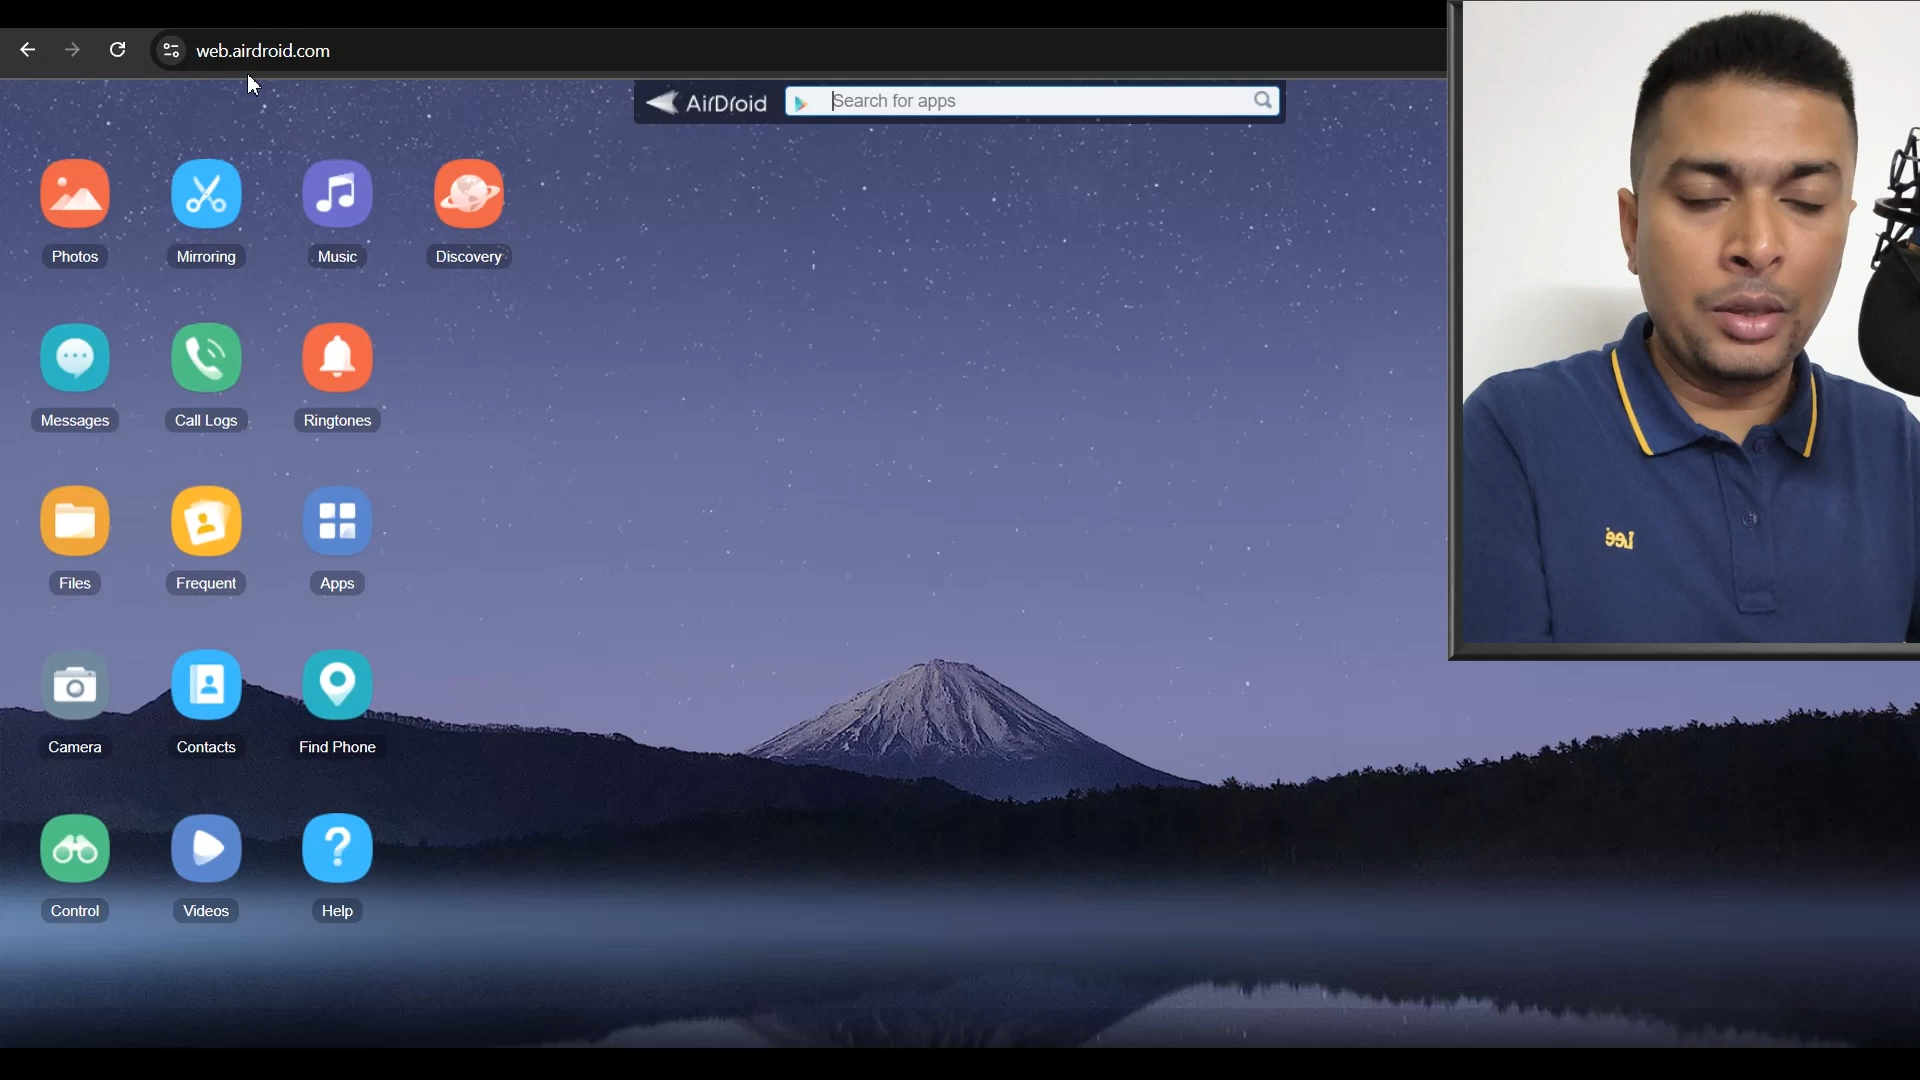 web.airdroid.com
AirDroid
Search for apps
Photos
Mirroring
Music
Discovery
Messages
Call Logs
Ringtones
Files
Frequent
Apps
Camera
Contacts
Find Phone
Control
Videos
Help
Lee